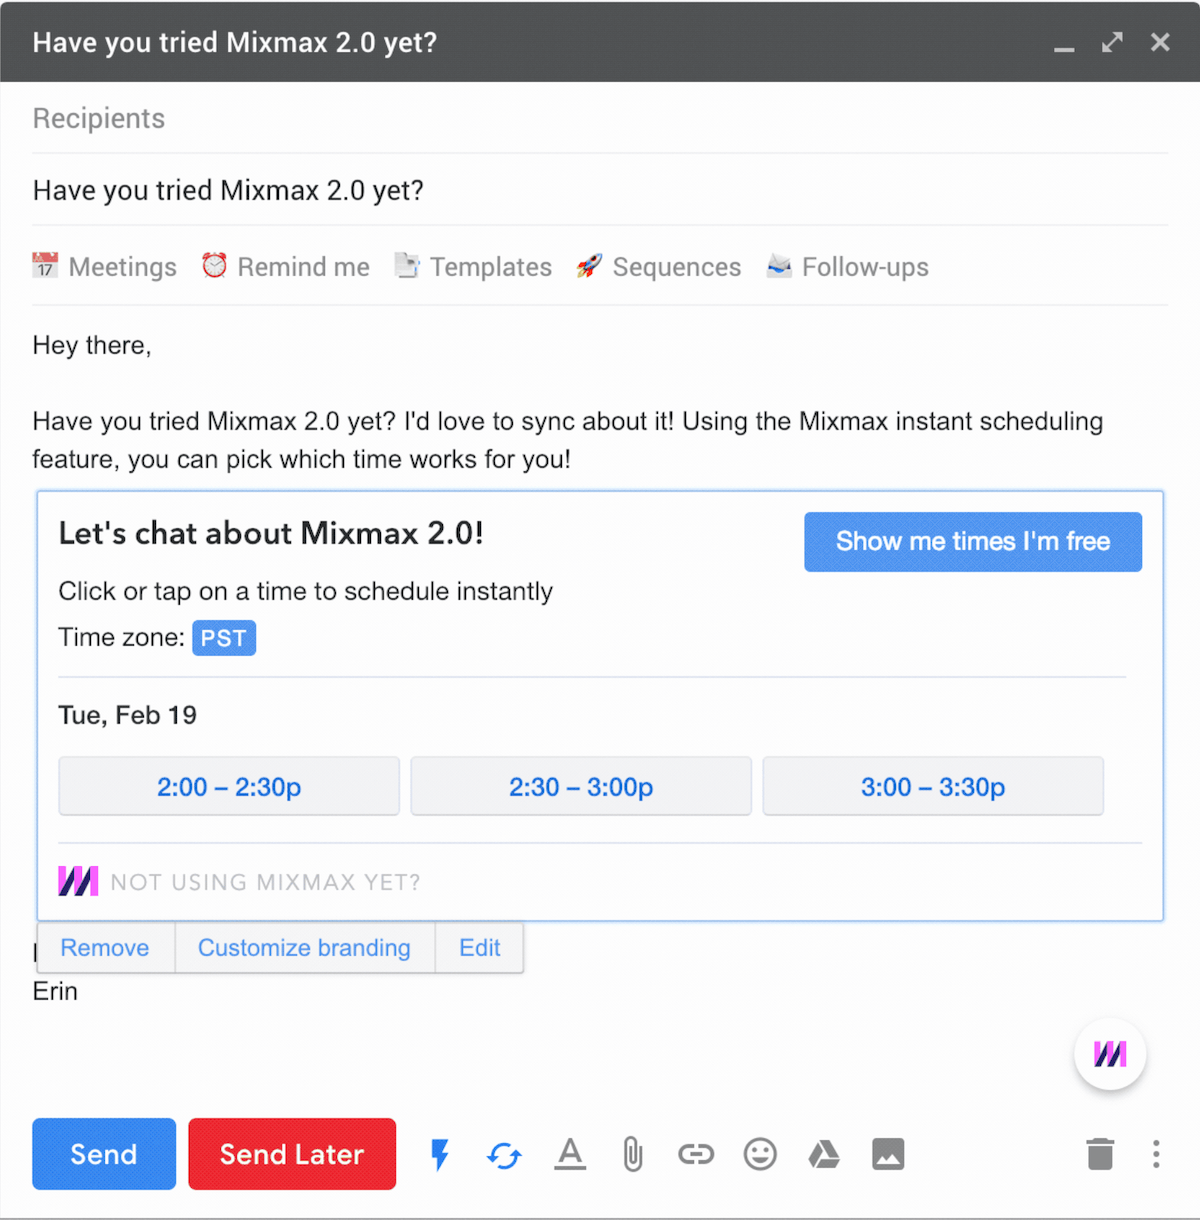 Have you tried Mixmax 2.0 yet?
Recipients
Have you tried Mixmax 2.0 yet?
17 Meetings Remind me Templates Sequences Follow-ups
Hey there,
Have you tried Mixmax 2.0 yet? I'd love to sync about it! Using the Mixmax instant scheduling
feature, you can pick which time works for you!
Let's chat about Mixmax 2.0!
Show me times I'm free
Click or tap on a time to schedule instantly
Time zone: PST
Tue, Feb 19
2:00 – 2:30p 2:30 – 3:00p 3:00 – 3:30p
NOT USING MIXMAX YET?
Remove Customize branding Edit
Erin
Send Send Later A